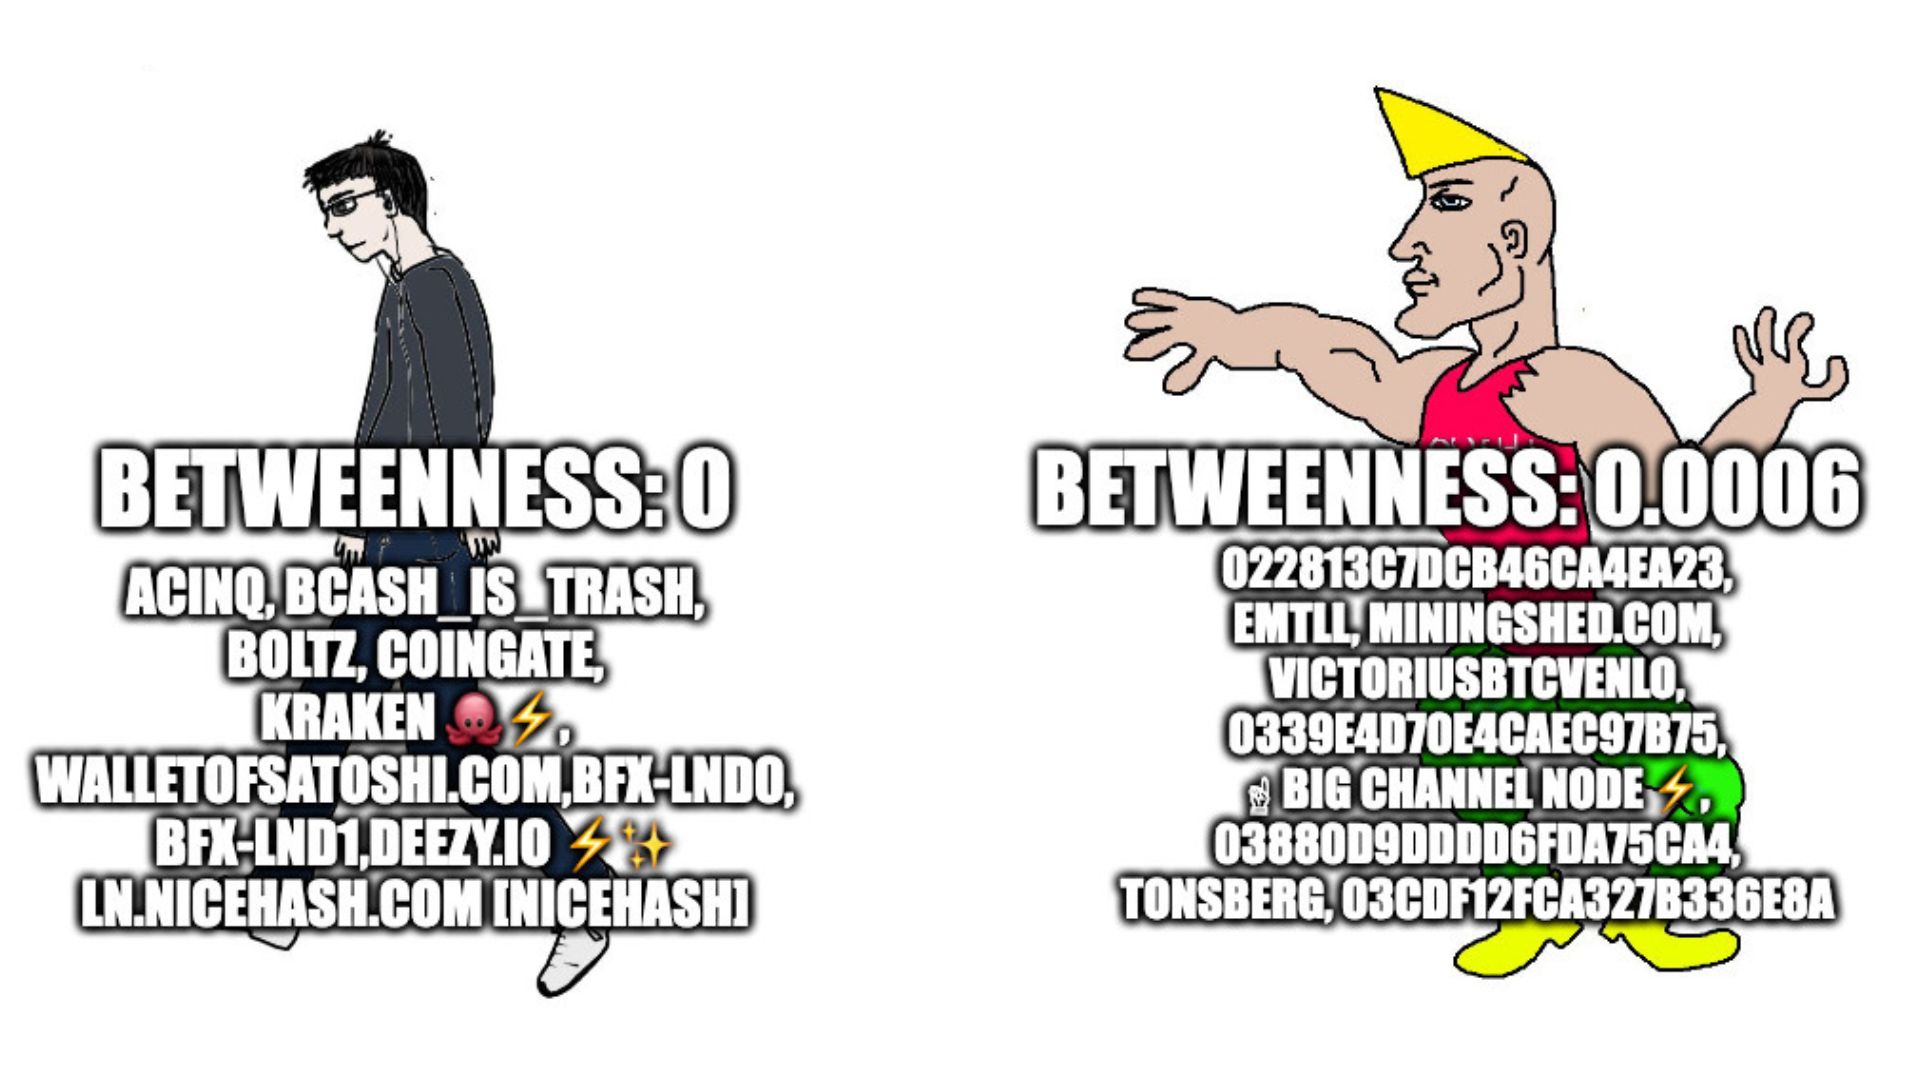 BETWEENNESS: 0
ACINQ, BCASH_IS_TRASH,
BOLTZ, COINGATE,
KRAKEN 🐙⚡,
WALLETOFSATOSHI.COM,BFX-LND0,
BFX-LND1,DEEZY.IO ⚡✨
LN.NICEHASH.COM [NICEHASH]
BETWEENNESS: 0.0006
022813C7DCB46CA4EA23,
EMTLL, MININGSHED.COM,
VICTORIUSBTCVENLO,
0339E4D70E4CAEC97B75,
☝BIG CHANNEL NODE⚡,
03880D9DDDD6FDA75CA4,
TONSBERG, 03CDF12FCA327B336E8A